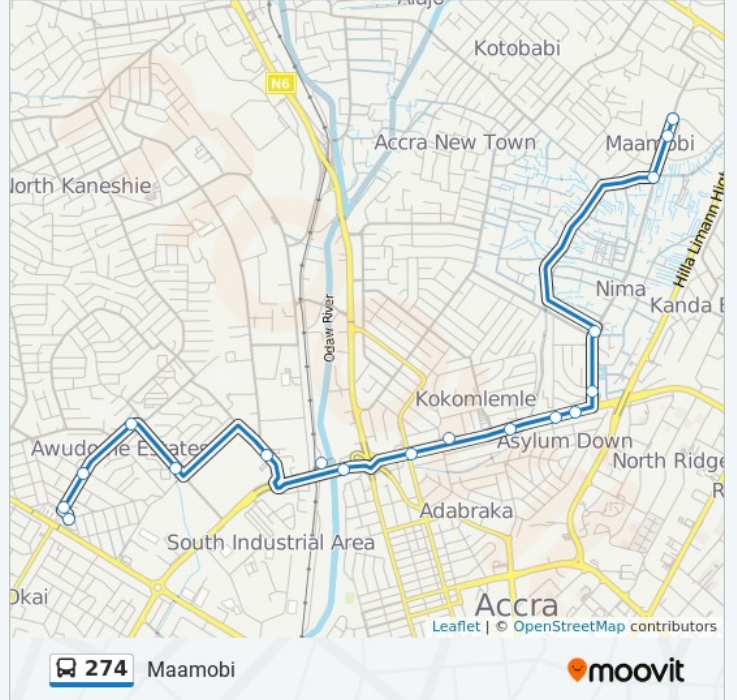 Alajo
Kotobabi
N6
Accra New Town
Maamobi
North Kaneshie
Hilla Limann High
Nima
Kanda E
Odaw River
Kokomlemle
Awudome Estates
Asylum Down
North Ridge
R
Adabraka
South Industrial Area
Okai
Accra
Leaflet | © OpenStreetMap contributors
274 Maamobi
moovit